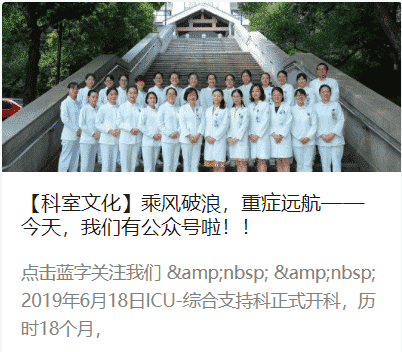 【科室文化】乘风破浪，重症远航——
今天，我们有公众号啦！！
点击蓝字关注我们 &amp;nbsp; &amp;nbsp;
2019年6月18日ICU-综合支持科正式开科，历
时18个月，